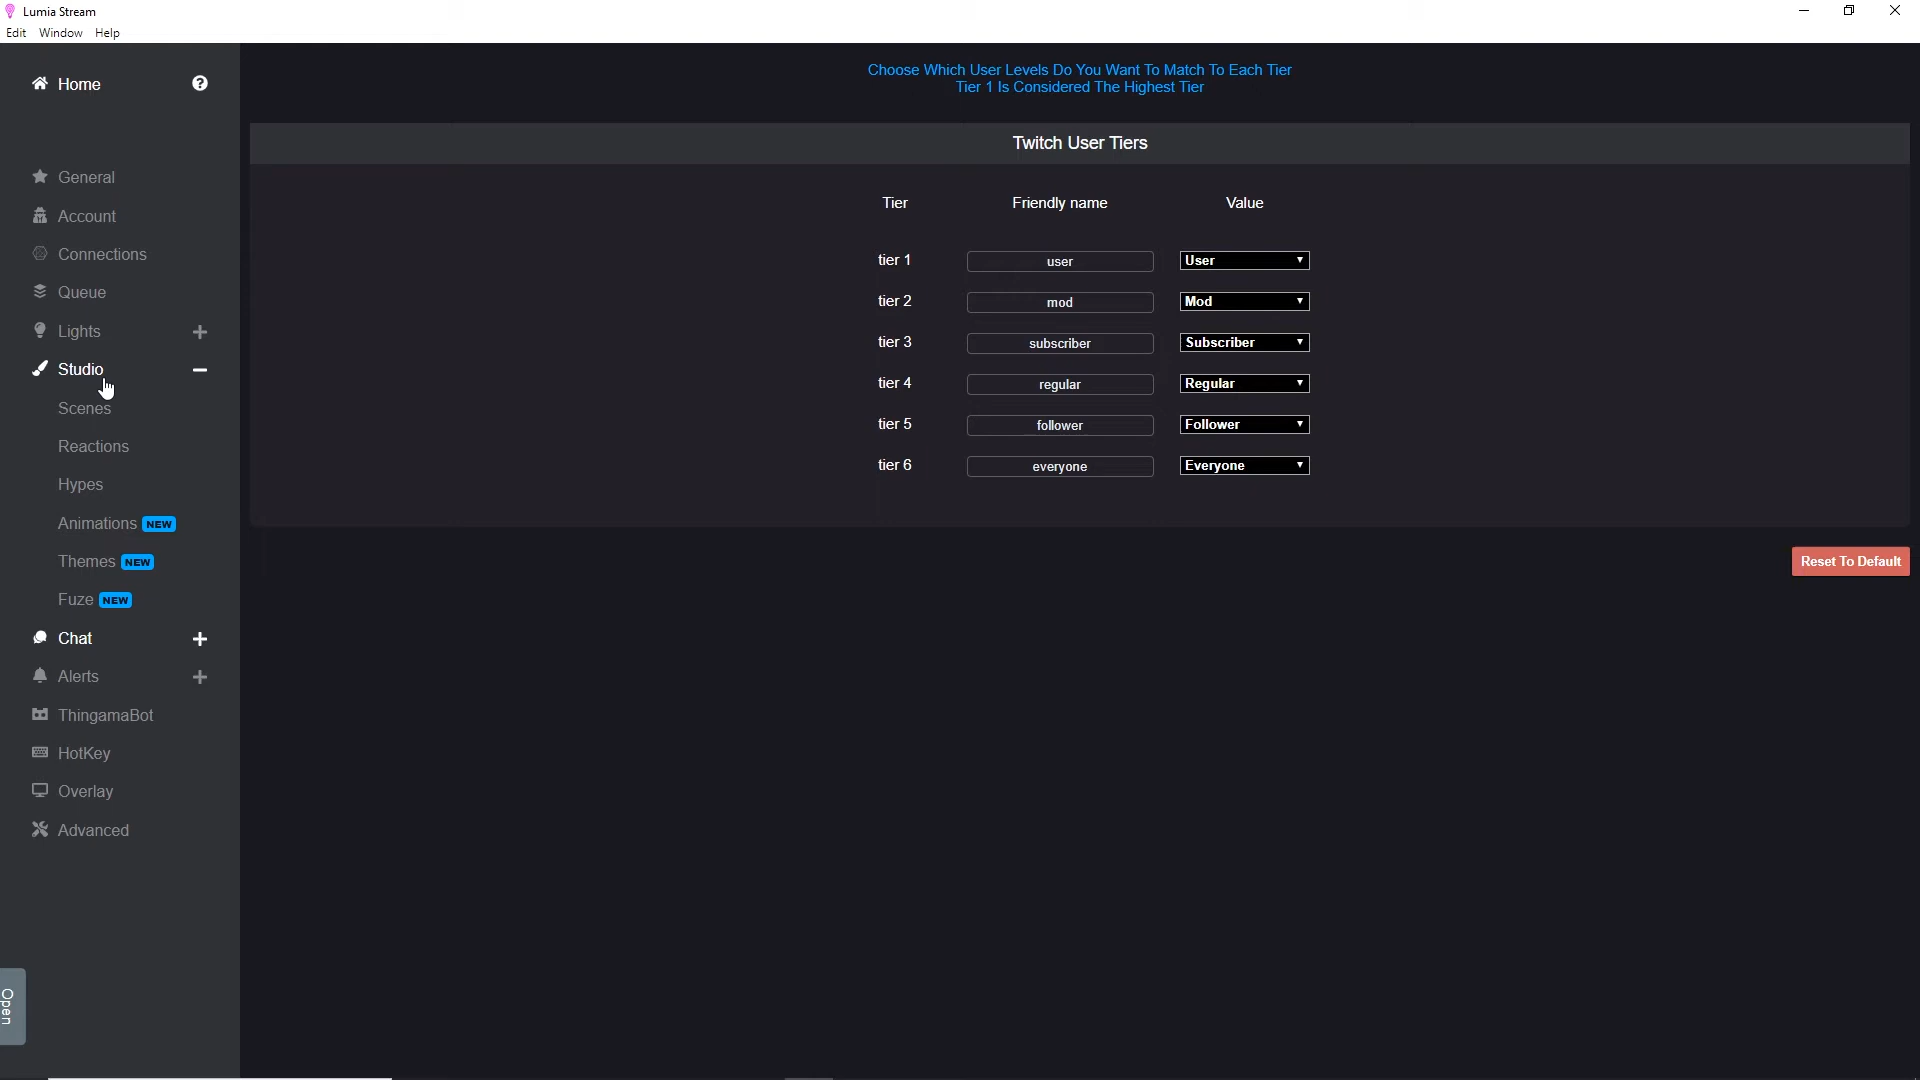 Lumia Stream
Edit Window Help
Home
General
Account
Connections
Queue
Lights
Studio
Scenes
Reactions
Hypes
Animations NEW
Themes NEW
Fuze NEW
Chat
Alerts
ThingamaBot
HotKey
Overlay
Advanced
Open
Choose Which User Levels Do You Want To Match To Each Tier
Tier 1 Is Considered The Highest Tier
Twitch User Tiers
Tier Friendly name Value
tier 1 user User
tier 2 mod Mod
tier 3 subscriber Subscriber
tier 4 regular Regular
tier 5 follower Follower
tier 6 everyone Everyone
Reset To Default